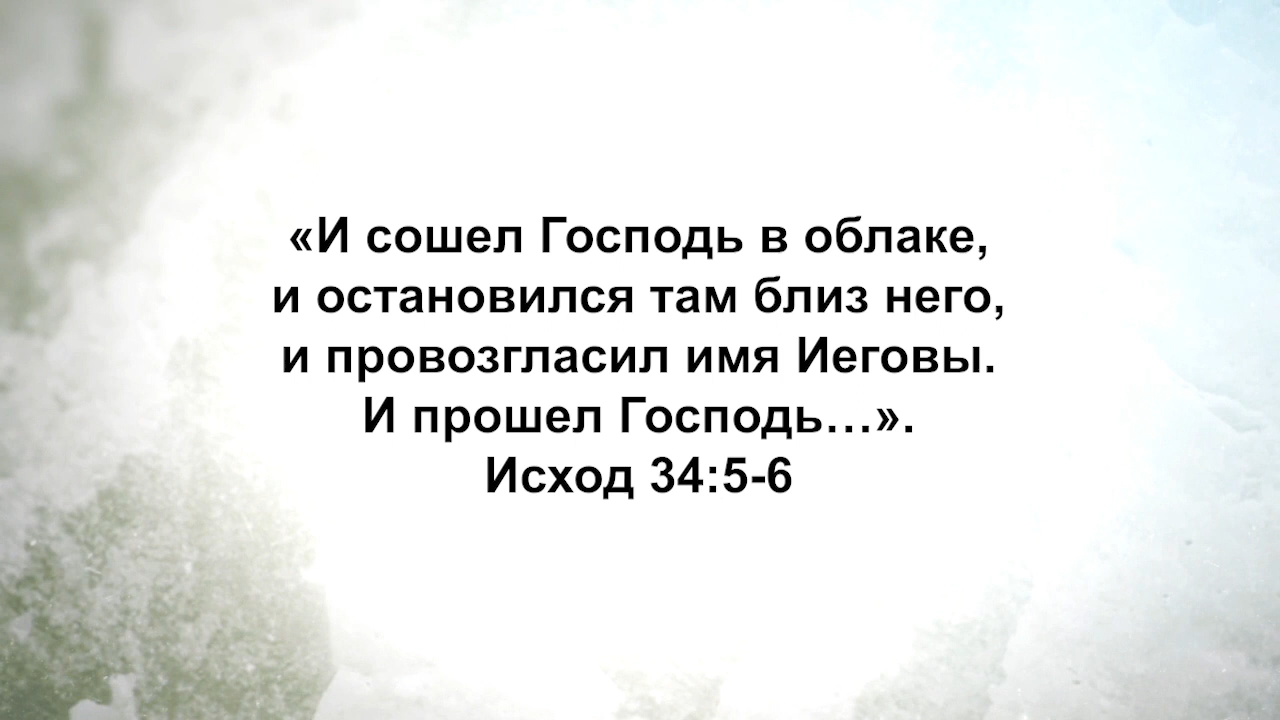 «И сошел Господь в облаке,
и остановился там близ него,
и провозгласил имя Иеговы.
И прошел Господь…».
Исход 34:5-6